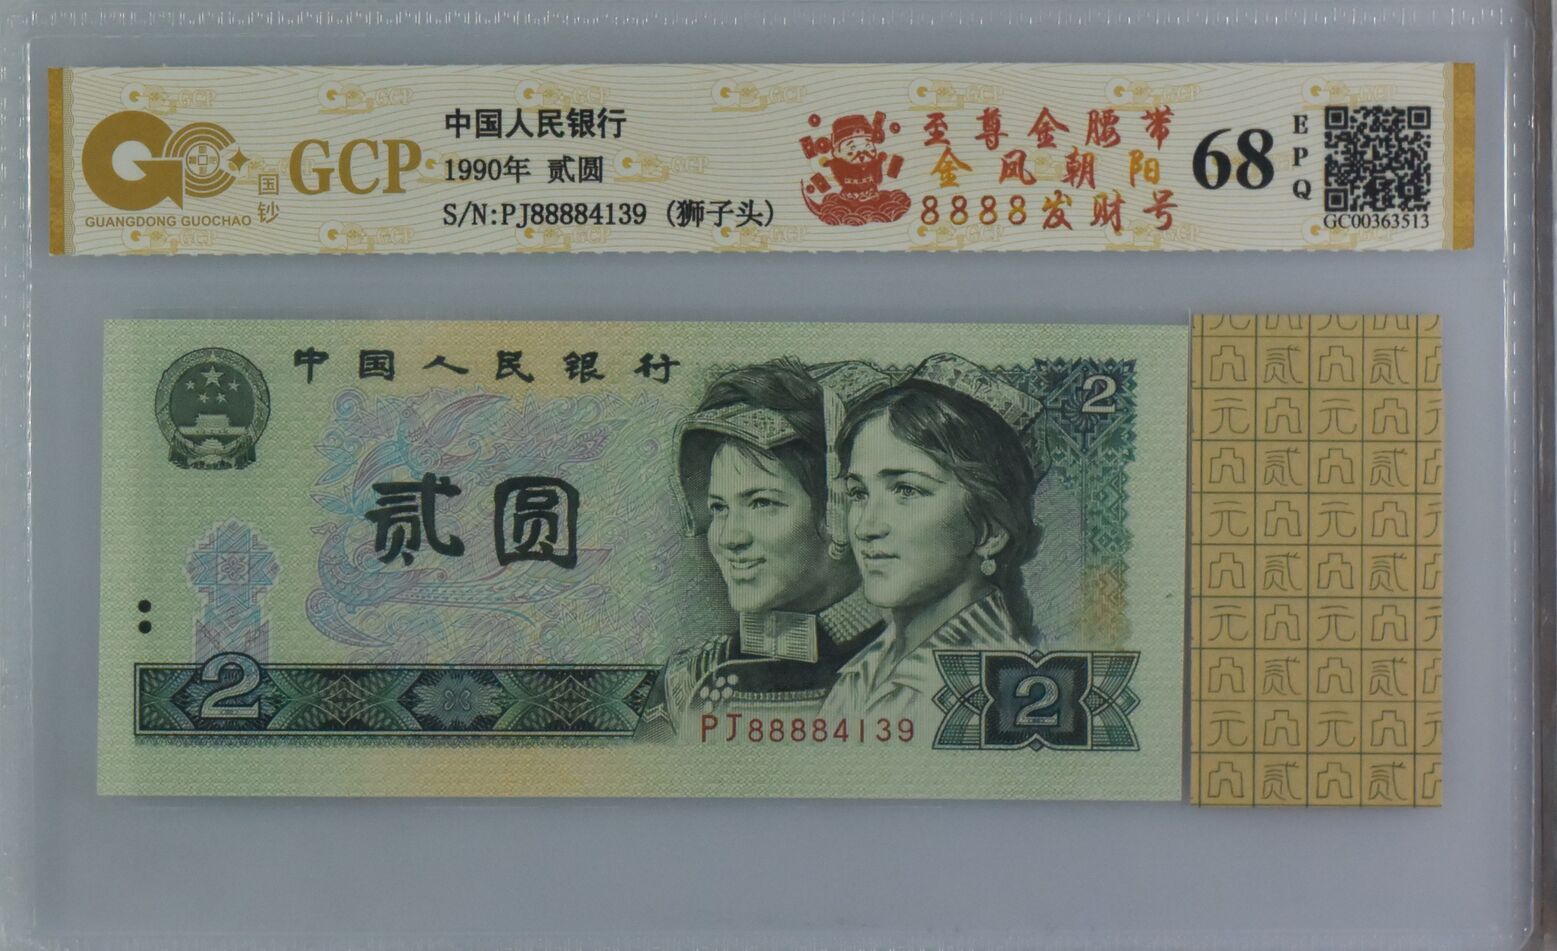 GCP
国钞
GUANGDONG GUOCHAO
中国人民银行
1990年 贰圆
S/N:PJ88884139 (狮子头)
至尊金腰带
金凤朝阳
8888发财号
68
EPQ
GC00363513
中国人民银行
2
贰圆
2
2
PJ88884139